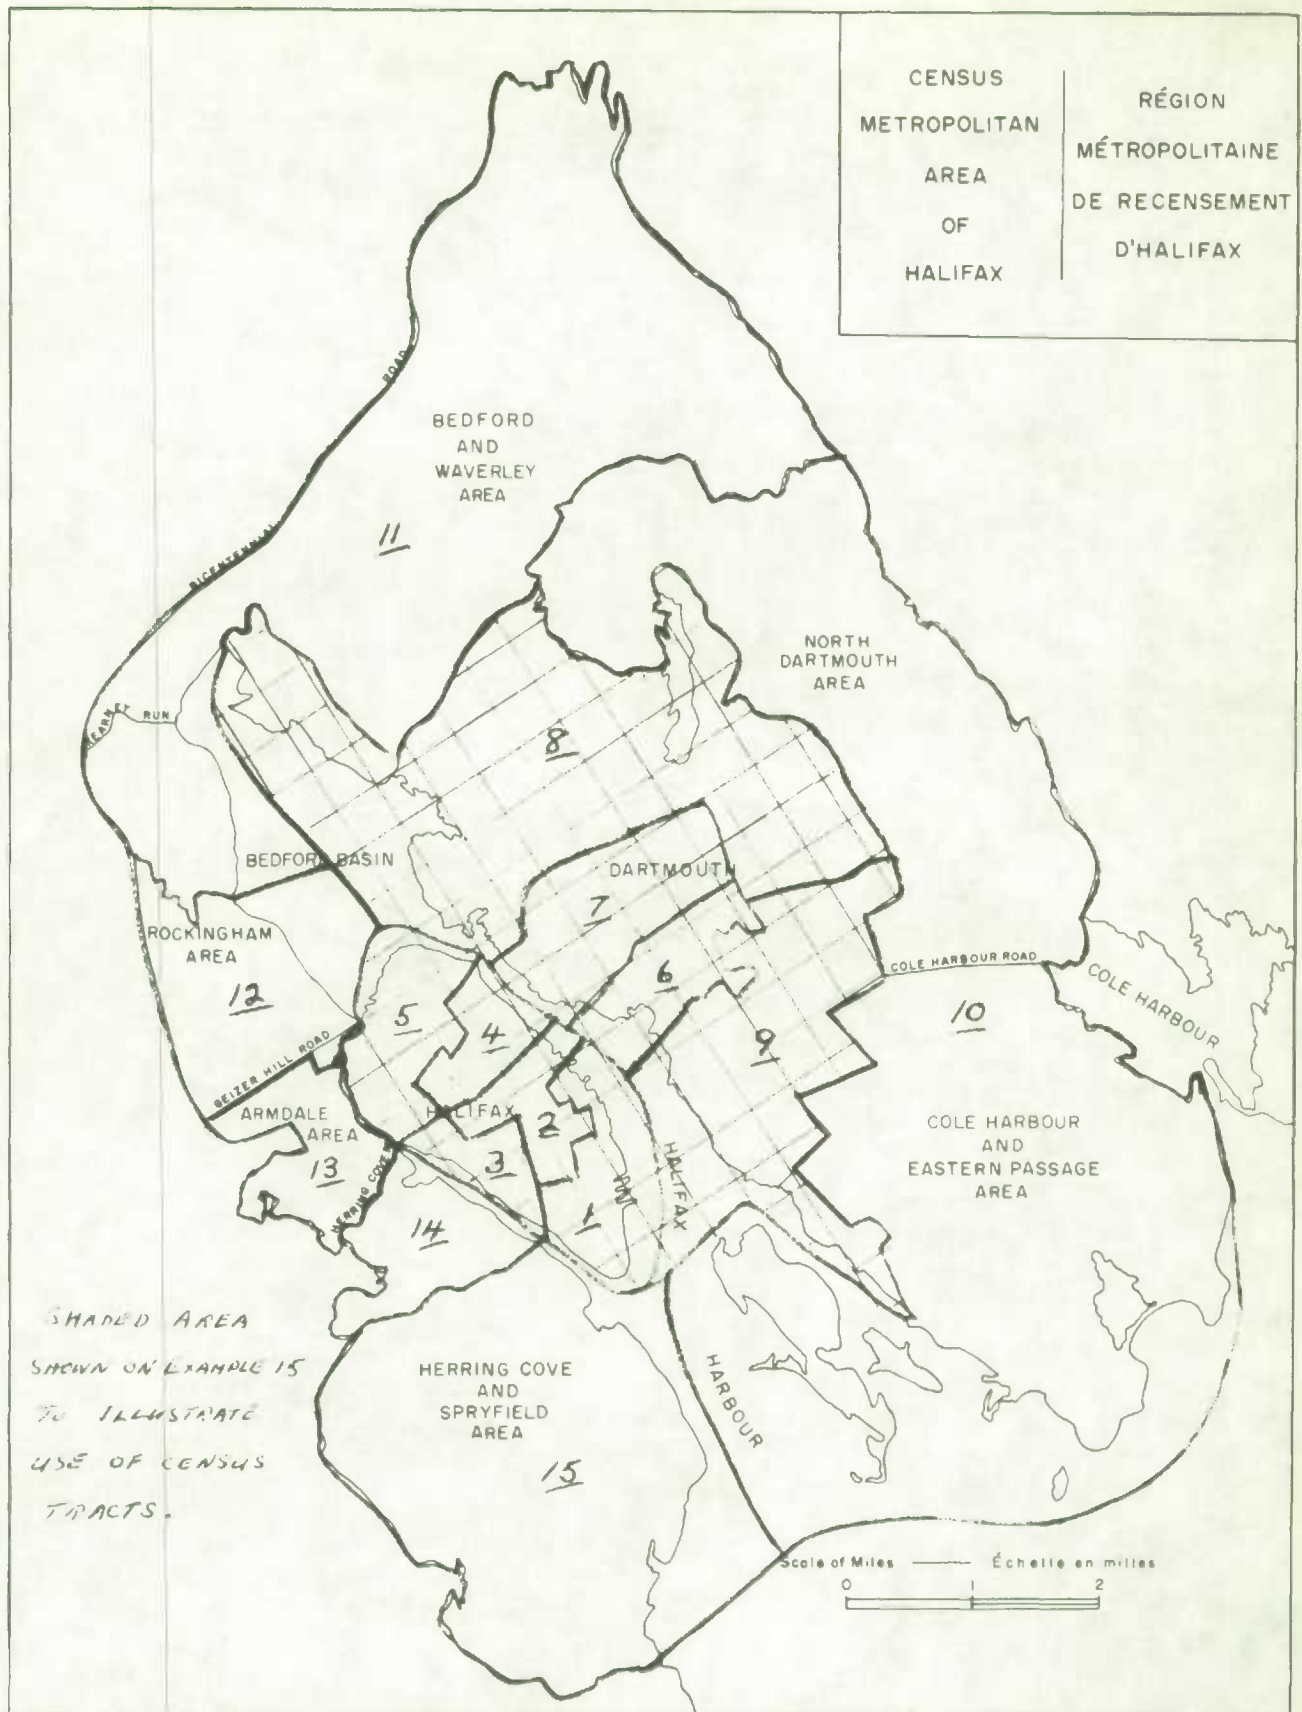 CENSUS
METROPOLITAN
AREA
OF
HALIFAX
RÉGION
MÉTROPOLITAINE
DE RECENSEMENT
D'HALIFAX
ROAD
BICENTENNIAL
BEDFORD
AND
WAVERLEY
AREA
11
NORTH
DARTMOUTH
AREA
KEARNEY RUN
8
BEDFORD BASIN
DARTMOUTH
7
ROCKINGHAM
AREA
12
6
5
4
9
COLE HARBOUR ROAD
10
COLE HARBOUR
GEIZER HILL ROAD
ARMDALE
AREA
13
HALIFAX
2
3
1
HERRING COVE
14
HALIFAX
HARBOUR
COLE HARBOUR
AND
EASTERN PASSAGE
AREA
SHADED AREA
SHOWN ON EXAMPLE 15
TO ILLUSTRATE
USE OF CENSUS
TRACTS.
HERRING COVE
AND
SPRYFIELD
AREA
15
Scale of Miles Échelle en milles
0 1 2